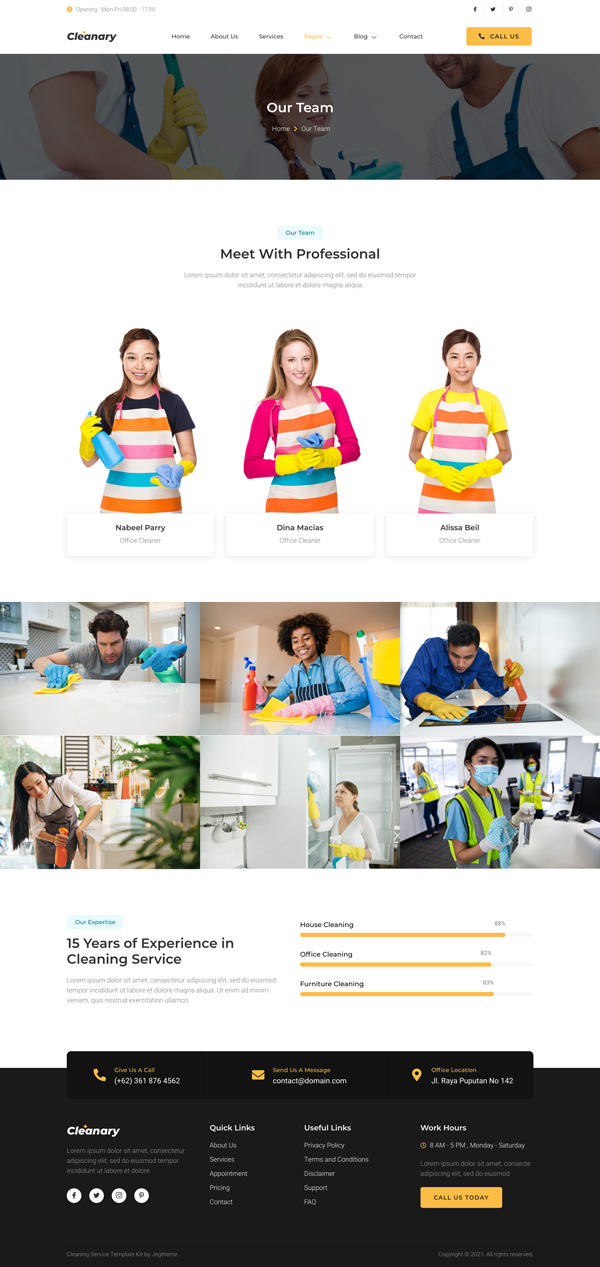 Opening : Mon-Fri 08:00 - 17:00
Cleanary
Home
About Us
Services
Pages
Blog
Contact
CALL US
Our Team
Home
Our Team
Our Team
Meet With Professional
Lorem ipsum dolor sit amet, consectetur adipiscing elit, sed do eiusmod tempor
incididunt ut labore et dolore magna aliqua
Nabeel Parry
Office Cleaner
Dina Macias
Office Cleaner
Alissa Beil
Office Cleaner
Our Expertise
15 Years of Experience in
Cleaning Service
Lorem ipsum dolor sit amet, consectetur adipiscing elit, sed do eiusmod
tempor incididunt ut labore et dolore magna aliqua. Ut enim ad minim
veniam, quis nostrud exercitation ullamco
House Cleaning
88%
Office Cleaning
82%
Furniture Cleaning
83%
Give Us A Call
(+62) 361 876 4562
Send Us A Message
contact@domain.com
Office Location
Jl. Raya Puputan No 142
Cleanary
Lorem ipsum dolor sit amet, consectetur
adipiscing elit, sed do eiusmod tempor
incididunt ut labore et dolore
Quick Links
About Us
Services
Appointment
Pricing
Contact
Useful Links
Privacy Policy
Terms and Conditions
Disclaimer
Support
FAQ
Work Hours
8 AM - 5 PM , Monday - Saturday
Lorem ipsum dolor sit amet, consecte
adipiscing elit, sed do eiusmod
CALL US TODAY
Cleaning Service Template Kit by Jegtheme
Copyright © 2021. All rights reserved.